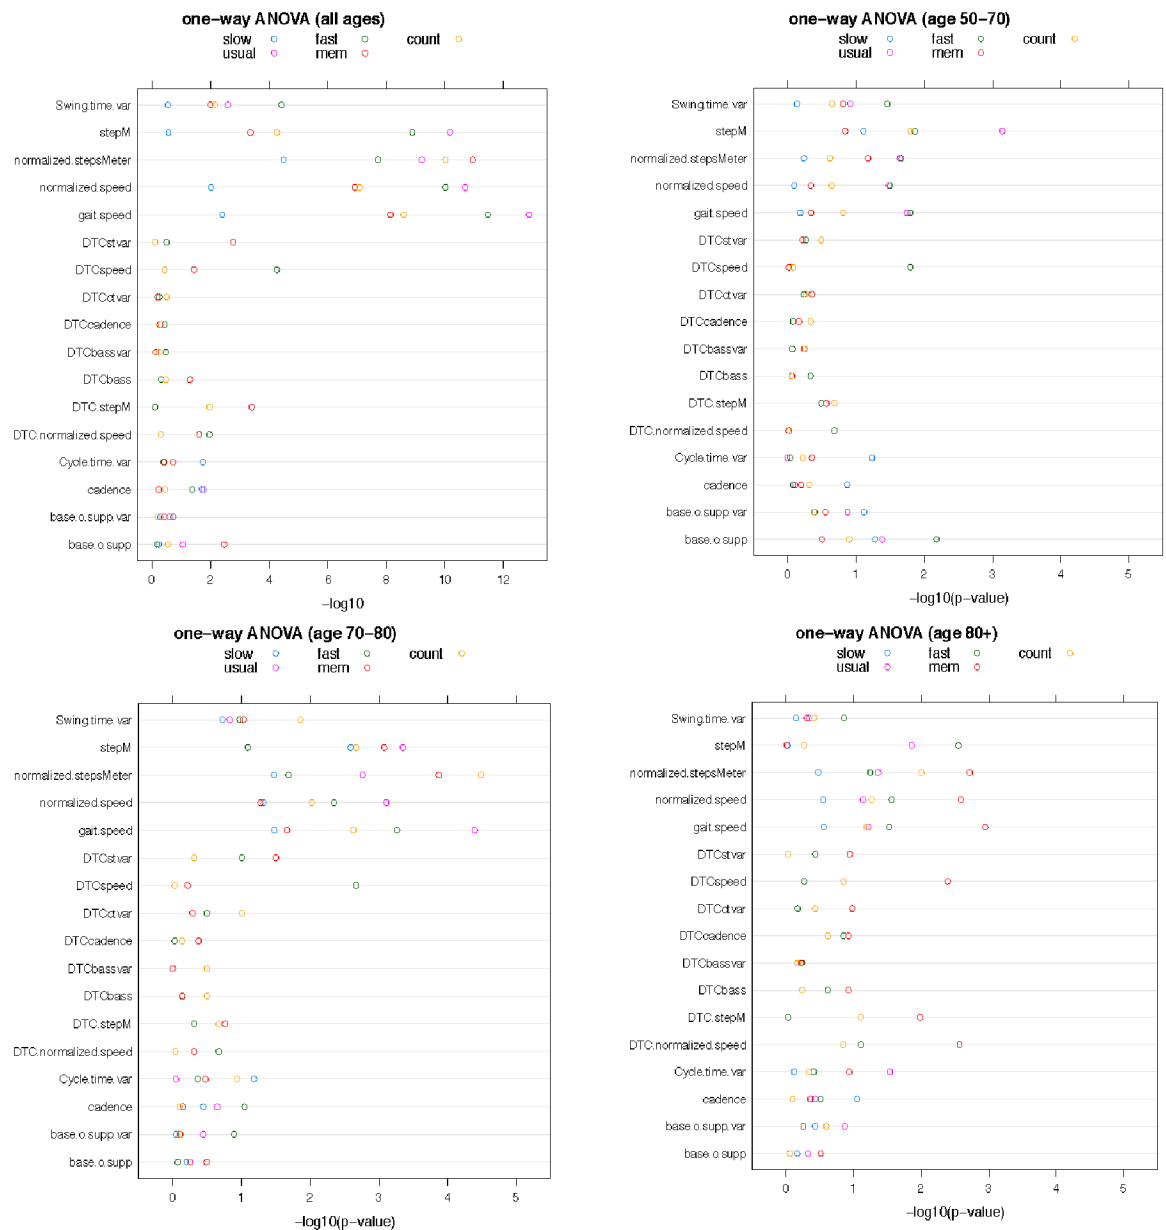 one-way ANOVA (all ages)
slow fast count
usual mem
Swing.time.var
stepM
normalized.stepsMeter
normalized.speed
gait.speed
DTCstvar
DTCspeed
DTCctvar
DTCcadence
DTCbassvar
DTCbass
DTC.stepM
DTC.normalized.speed
Cycle.time.var
cadence
base.o.supp.var
base.o.supp
0 2 4 6 8 10 12
-log10
one-way ANOVA (age 50-70)
slow fast count
usual mem
Swing.time.var
stepM
normalized.stepsMeter
normalized.speed
gait.speed
DTCstvar
DTCspeed
DTCctvar
DTCcadence
DTCbassvar
DTCbass
DTC.stepM
DTC.normalized.speed
Cycle.time.var
cadence
base.o.supp.var
base.o.supp
0 1 2 3 4 5
-log10(p-value)
one-way ANOVA (age 70-80)
slow fast count
usual mem
Swing.time.var
stepM
normalized.stepsMeter
normalized.speed
gait.speed
DTCstvar
DTCspeed
DTCctvar
DTCcadence
DTCbassvar
DTCbass
DTC.stepM
DTC.normalized.speed
Cycle.time.var
cadence
base.o.supp.var
base.o.supp
0 1 2 3 4 5
-log10(p-value)
one-way ANOVA (age 80+)
slow fast count
usual mem
Swing.time.var
stepM
normalized.stepsMeter
normalized.speed
gait.speed
DTCstvar
DTCspeed
DTCctvar
DTCcadence
DTCbassvar
DTCbass
DTC.stepM
DTC.normalized.speed
Cycle.time.var
cadence
base.o.supp.var
base.o.supp
0 1 2 3 4 5
-log10(p-value)